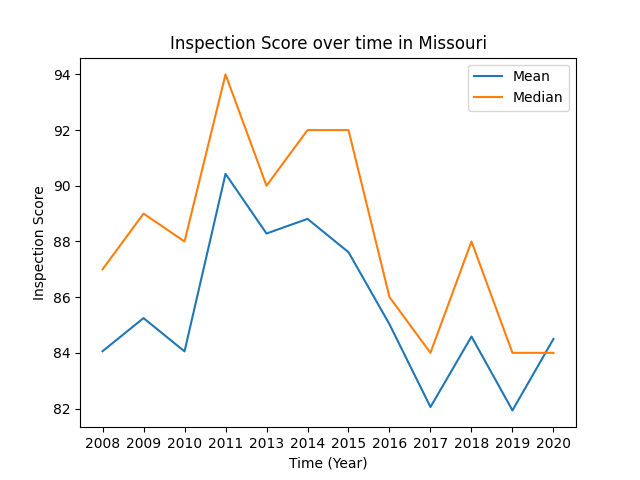 Inspection Score over time in Missouri
Mean
Median
94
92
90
88
86
84
82
Inspection Score
2008 2009 2010 2011 2013 2014 2015 2016 2017 2018 2019 2020
Time (Year)